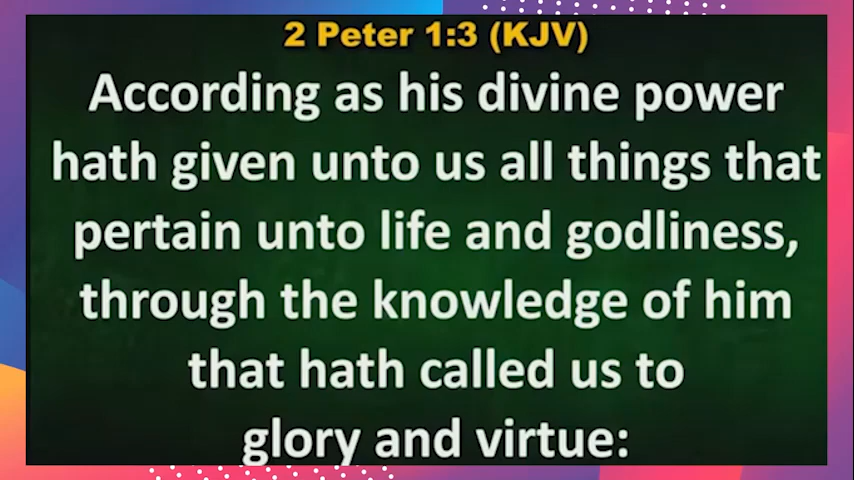 2 Peter 1:3 (KJV)
According as his divine power
hath given unto us all things that
pertain unto life and godliness,
through the knowledge of him
that hath called us to
glory and virtue: